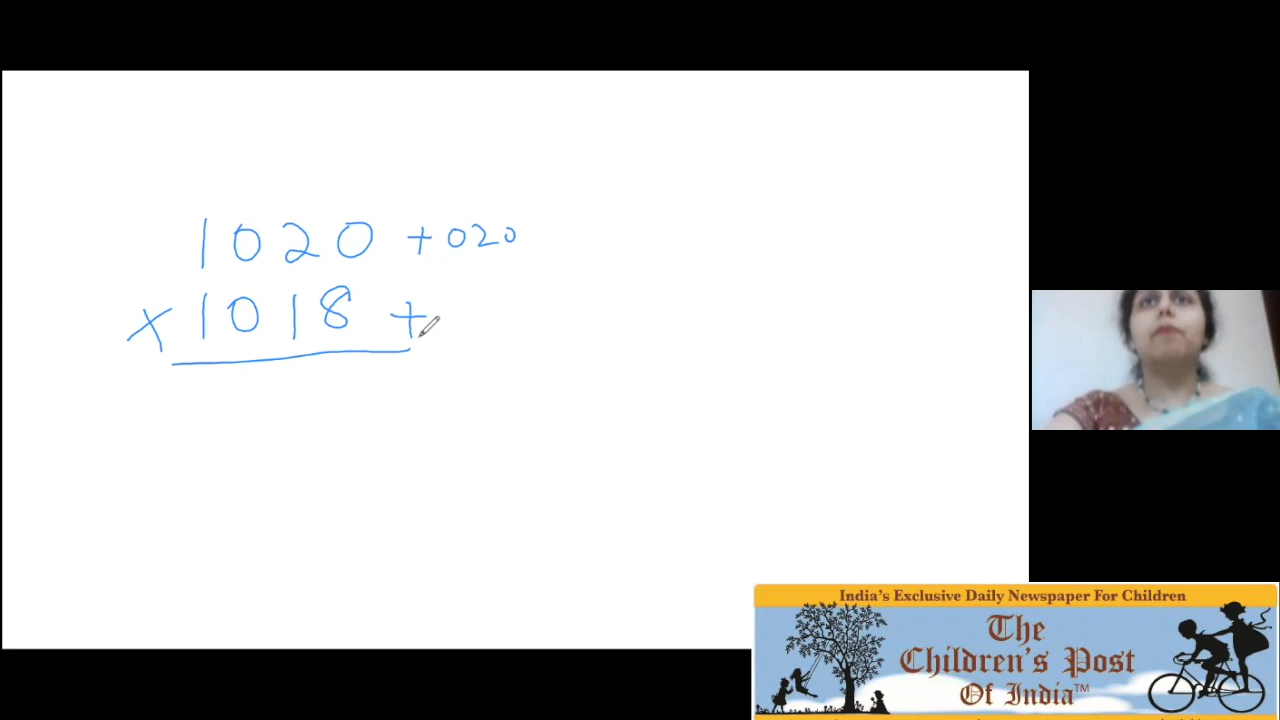 1020 +020
× 1018 +
India's Exclusive Daily Newspaper For Children
The
Children's Post
Of India™